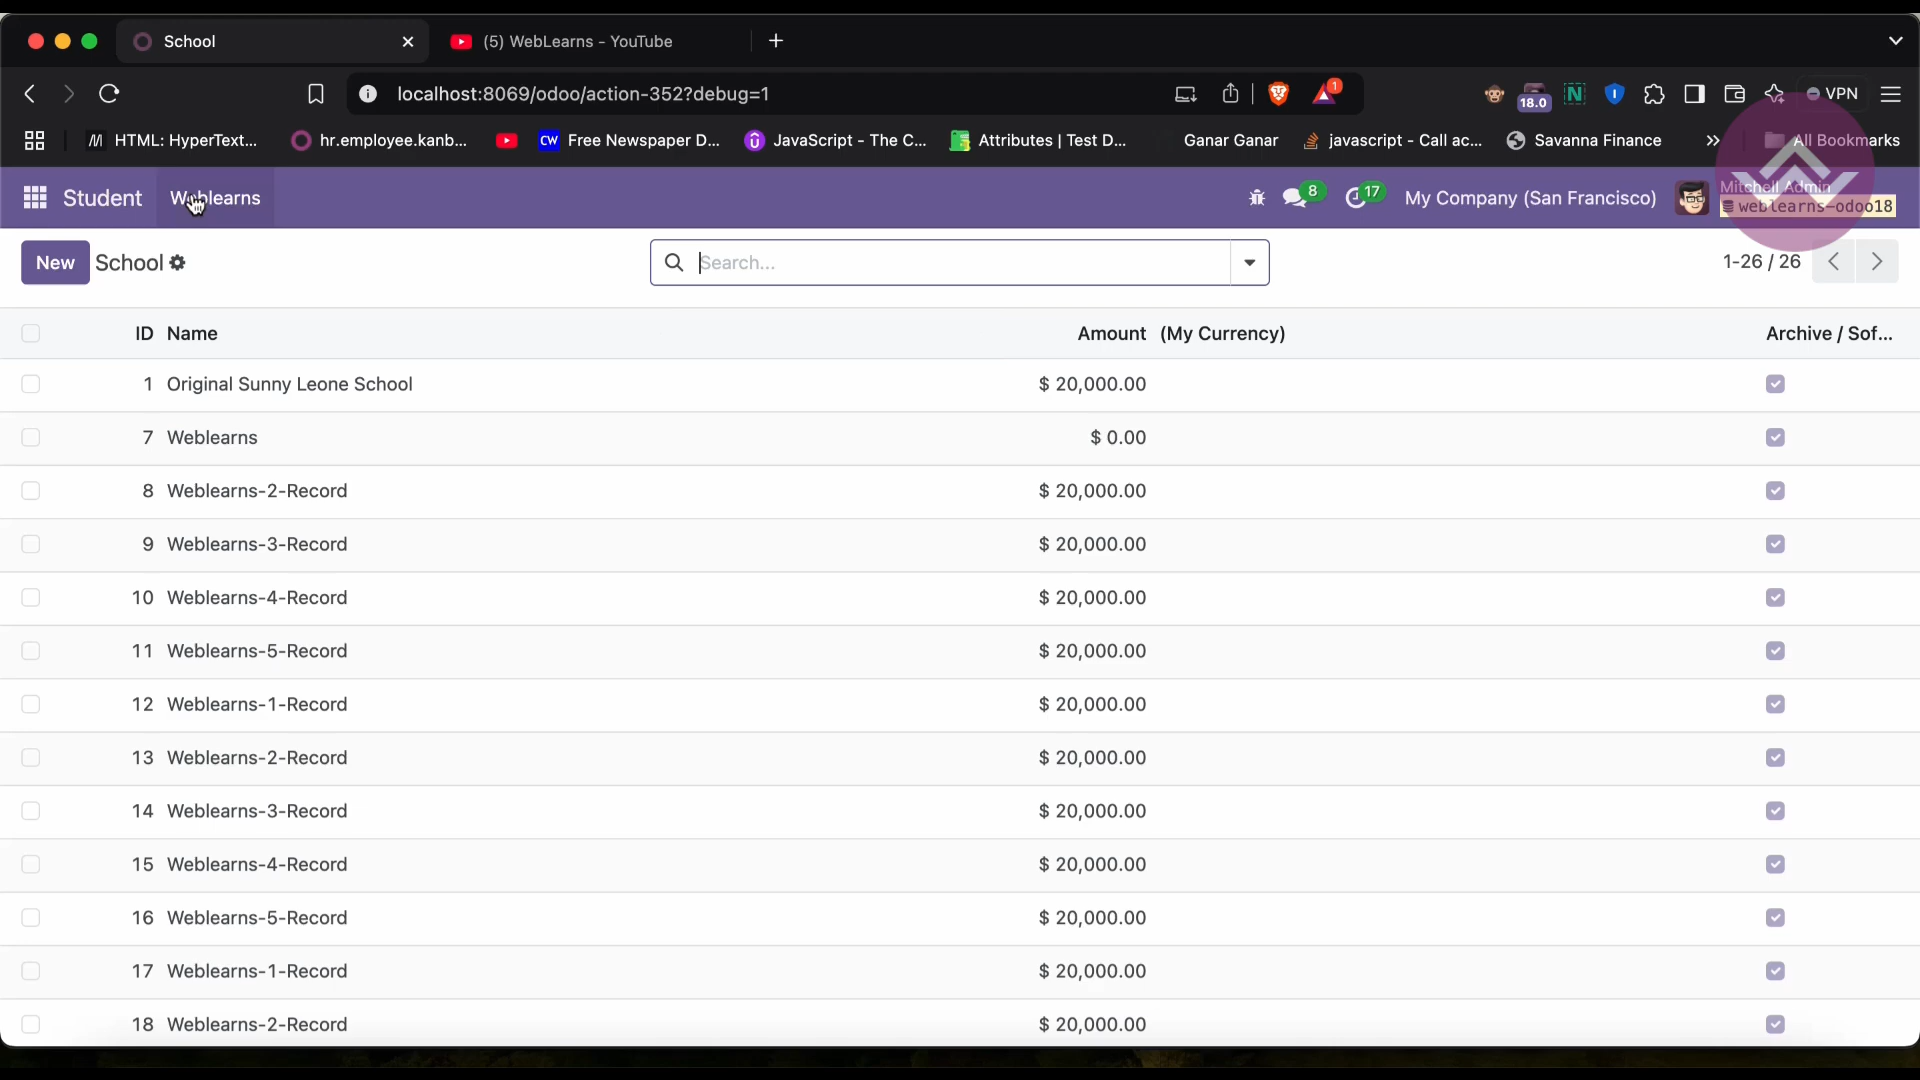 School
(5) WebLearns - YouTube
localhost:8069/odoo/action-352?debug=1
1
18.0
N
VPN
HTML: HyperText...
hr.employee.kanb...
CW Free Newspaper D...
JavaScript - The C...
Attributes | Test D...
Ganar Ganar
javascript - Call ac...
Savanna Finance
All Bookmarks
Student
Weblearns
8
17
My Company (San Francisco)
Mitchell Admin
weblearns-odoo18
New
School
Search...
1-26 / 26
ID Name Amount (My Currency) Archive / Sof...
1 Original Sunny Leone School $ 20,000.00
7 Weblearns $ 0.00
8 Weblearns-2-Record $ 20,000.00
9 Weblearns-3-Record $ 20,000.00
10 Weblearns-4-Record $ 20,000.00
11 Weblearns-5-Record $ 20,000.00
12 Weblearns-1-Record $ 20,000.00
13 Weblearns-2-Record $ 20,000.00
14 Weblearns-3-Record $ 20,000.00
15 Weblearns-4-Record $ 20,000.00
16 Weblearns-5-Record $ 20,000.00
17 Weblearns-1-Record $ 20,000.00
18 Weblearns-2-Record $ 20,000.00